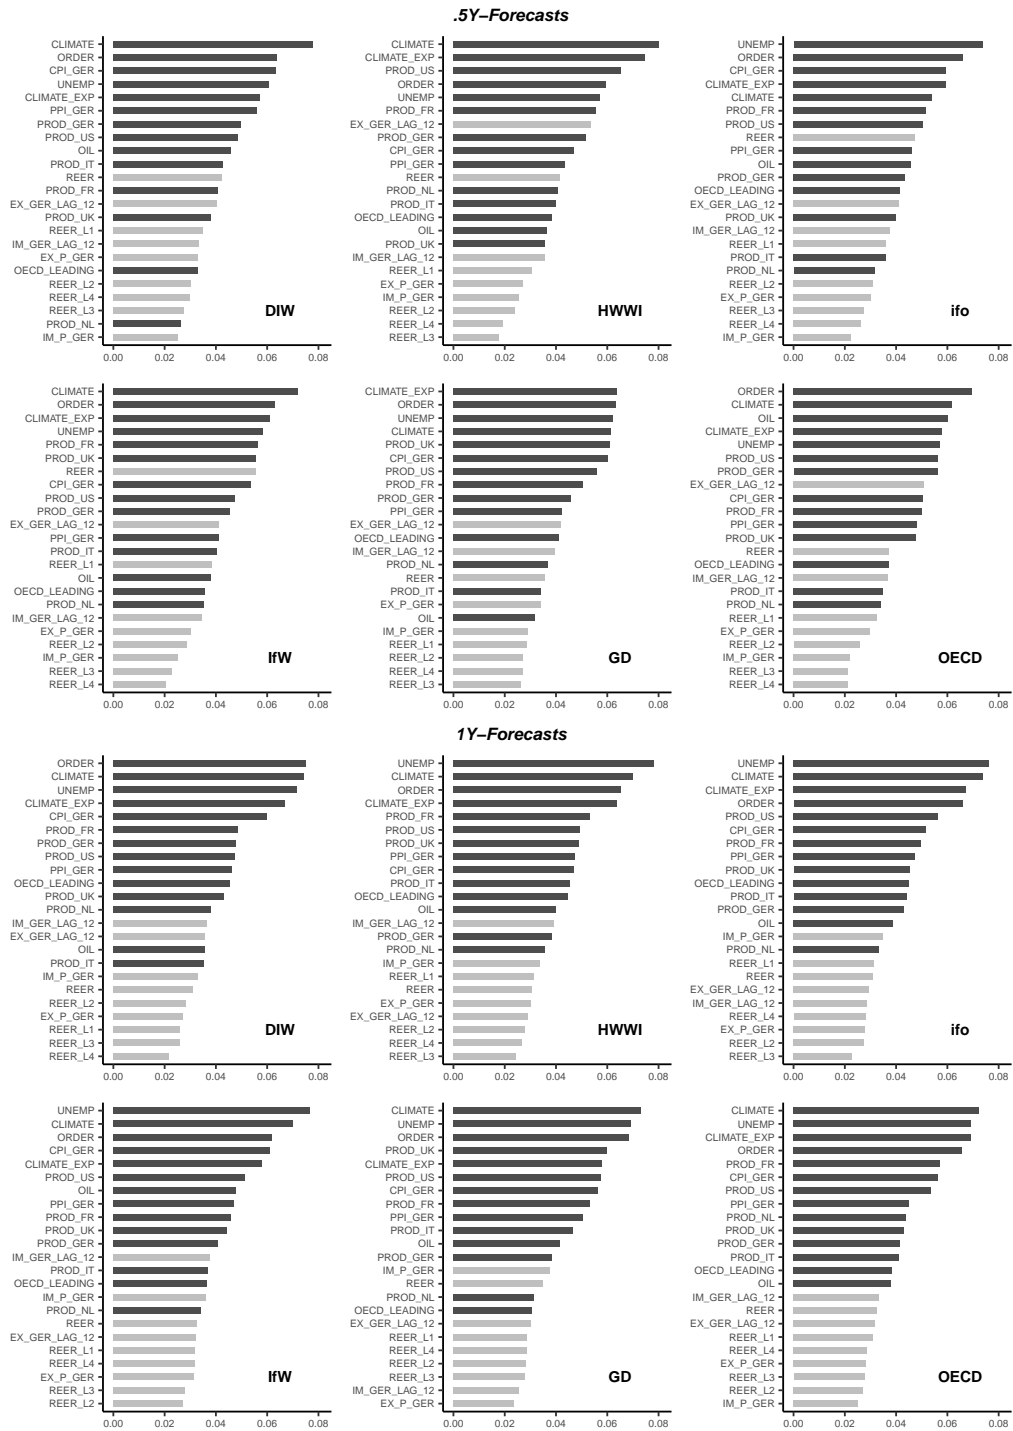 .5Y–Forecasts
CLIMATE
ORDER
CPI_GER
UNEMP
CLIMATE_EXP
PPI_GER
PROD_GER
PROD_US
OIL
PROD_IT
REER
PROD_FR
EX_GER_LAG_12
PROD_UK
REER_L1
IM_GER_LAG_12
EX_P_GER
OECD_LEADING
REER_L2
REER_L4
REER_L3
PROD_NL
IM_P_GER
DIW
0.00 0.02 0.04 0.06 0.08
CLIMATE
CLIMATE_EXP
PROD_US
ORDER
UNEMP
PROD_FR
EX_GER_LAG_12
PROD_GER
CPI_GER
PPI_GER
REER
PROD_NL
PROD_IT
OECD_LEADING
OIL
PROD_UK
IM_GER_LAG_12
REER_L1
EX_P_GER
IM_P_GER
REER_L2
REER_L4
REER_L3
HWWI
0.00 0.02 0.04 0.06 0.08
UNEMP
ORDER
CPI_GER
CLIMATE_EXP
CLIMATE
PROD_FR
PROD_US
REER
PPI_GER
OIL
PROD_GER
OECD_LEADING
EX_GER_LAG_12
PROD_UK
IM_GER_LAG_12
REER_L1
PROD_IT
PROD_NL
REER_L2
EX_P_GER
REER_L3
REER_L4
IM_P_GER
ifo
0.00 0.02 0.04 0.06 0.08
CLIMATE
ORDER
CLIMATE_EXP
UNEMP
PROD_FR
PROD_UK
REER
CPI_GER
PROD_US
PROD_GER
EX_GER_LAG_12
PPI_GER
PROD_IT
REER_L1
OIL
OECD_LEADING
PROD_NL
IM_GER_LAG_12
EX_P_GER
REER_L2
IM_P_GER
REER_L3
REER_L4
IfW
0.00 0.02 0.04 0.06 0.08
CLIMATE_EXP
ORDER
UNEMP
CLIMATE
PROD_UK
CPI_GER
PROD_US
PROD_FR
PROD_GER
PPI_GER
EX_GER_LAG_12
OECD_LEADING
IM_GER_LAG_12
PROD_NL
REER
PROD_IT
EX_P_GER
OIL
IM_P_GER
REER_L1
REER_L2
REER_L4
REER_L3
GD
0.00 0.02 0.04 0.06 0.08
ORDER
CLIMATE
OIL
CLIMATE_EXP
UNEMP
PROD_US
PROD_GER
EX_GER_LAG_12
CPI_GER
PROD_FR
PPI_GER
PROD_UK
REER
OECD_LEADING
IM_GER_LAG_12
PROD_IT
PROD_NL
REER_L1
EX_P_GER
REER_L2
IM_P_GER
REER_L3
REER_L4
OECD
0.00 0.02 0.04 0.06 0.08
1Y–Forecasts
ORDER
CLIMATE
UNEMP
CLIMATE_EXP
CPI_GER
PROD_FR
PROD_GER
PROD_US
PPI_GER
OECD_LEADING
PROD_UK
PROD_NL
IM_GER_LAG_12
EX_GER_LAG_12
OIL
PROD_IT
IM_P_GER
REER
REER_L2
EX_P_GER
REER_L1
REER_L3
REER_L4
DIW
0.00 0.02 0.04 0.06 0.08
UNEMP
CLIMATE
ORDER
CLIMATE_EXP
PROD_FR
PROD_US
PROD_UK
PPI_GER
CPI_GER
PROD_IT
OECD_LEADING
OIL
IM_GER_LAG_12
PROD_GER
PROD_NL
IM_P_GER
REER_L1
REER
EX_P_GER
EX_GER_LAG_12
REER_L2
REER_L4
REER_L3
HWWI
0.00 0.02 0.04 0.06 0.08
UNEMP
CLIMATE
CLIMATE_EXP
ORDER
PROD_US
CPI_GER
PROD_FR
PPI_GER
PROD_UK
OECD_LEADING
PROD_IT
PROD_GER
OIL
IM_P_GER
PROD_NL
REER_L1
REER
EX_GER_LAG_12
IM_GER_LAG_12
REER_L4
EX_P_GER
REER_L2
REER_L3
ifo
0.00 0.02 0.04 0.06 0.08
UNEMP
CLIMATE
ORDER
CPI_GER
CLIMATE_EXP
PROD_US
OIL
PPI_GER
PROD_FR
PROD_UK
PROD_GER
IM_GER_LAG_12
PROD_IT
OECD_LEADING
IM_P_GER
PROD_NL
REER
EX_GER_LAG_12
REER_L1
REER_L4
EX_P_GER
REER_L3
REER_L2
IfW
0.00 0.02 0.04 0.06 0.08
CLIMATE
UNEMP
ORDER
PROD_UK
CLIMATE_EXP
PROD_US
CPI_GER
PROD_FR
PPI_GER
PROD_IT
OIL
PROD_GER
IM_P_GER
REER
PROD_NL
OECD_LEADING
EX_GER_LAG_12
REER_L1
REER_L4
REER_L2
REER_L3
IM_GER_LAG_12
EX_P_GER
GD
0.00 0.02 0.04 0.06 0.08
CLIMATE
UNEMP
CLIMATE_EXP
ORDER
PROD_FR
CPI_GER
PROD_US
PPI_GER
PROD_NL
PROD_UK
PROD_GER
PROD_IT
OECD_LEADING
OIL
IM_GER_LAG_12
REER
EX_GER_LAG_12
REER_L1
REER_L4
EX_P_GER
REER_L3
REER_L2
IM_P_GER
OECD
0.00 0.02 0.04 0.06 0.08